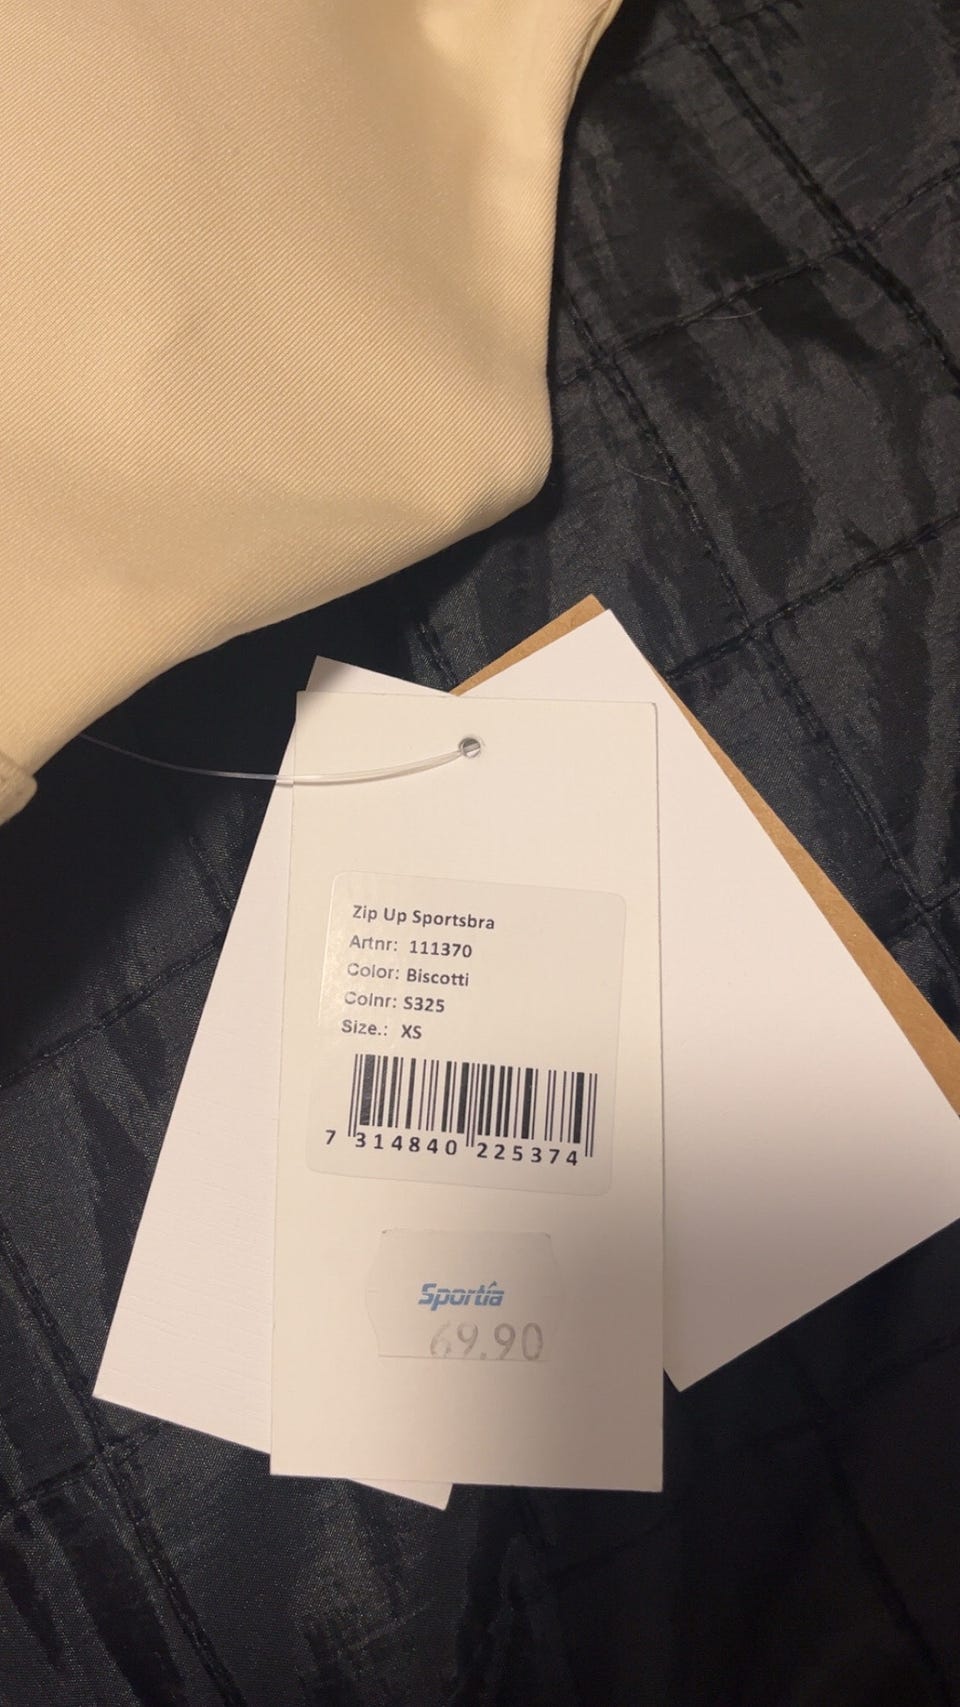 Zip Up Sportsbra
Artnr: 111370
Color: Biscotti
Colnr: S325
Size.: XS
7 314840 225374
Sportia
69.90